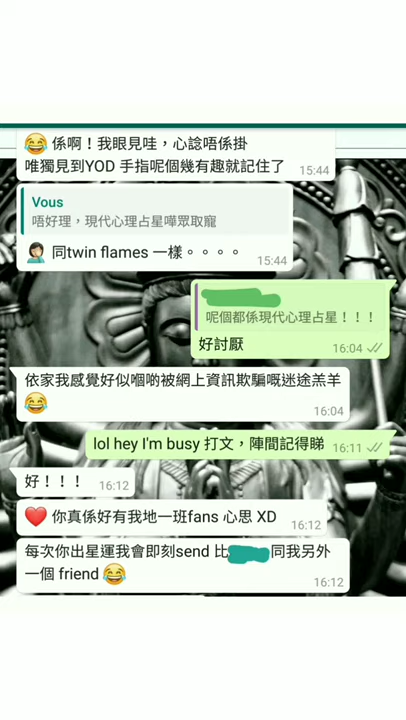 😂 係啊！我眼見哇，心諗唔係掛
唯獨見到YOD 手指呢個幾有趣就記住了
15:44
Vous
唔好理，現代心理占星嘩眾取寵
🤦🏻‍♀️ 同twin flames 一樣。。。。
15:44
呢個都係現代心理占星！！！
好討厭
16:04
依家我感覺好似嗰啲被網上資訊欺騙嘅迷途羔羊
😂
16:04
lol hey I'm busy 打文，陣間記得睇
16:11
好！！！
16:12
❤️ 你真係好有我地一班fans 心思 XD
16:12
每次你出星運我會即刻send 比 同我另外
一個 friend 😂
16:12